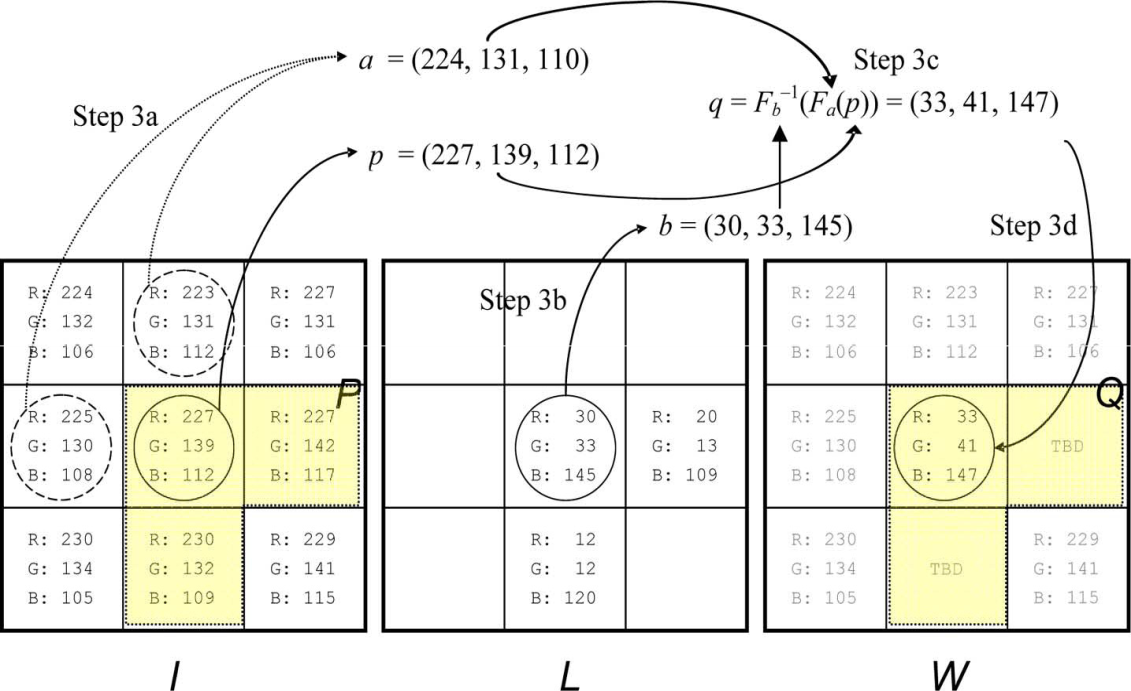 a = (224, 131, 110)
Step 3c
q = F_b^{-1}(F_a(p)) = (33, 41, 147)
Step 3a
p = (227, 139, 112)
b = (30, 33, 145)
Step 3d
Step 3b
R: 224
G: 132
B: 106
R: 223
G: 131
B: 112
R: 227
G: 131
B: 106
P
R: 225
G: 130
B: 108
R: 227
G: 139
B: 112
R: 227
G: 142
B: 117
R: 230
G: 134
B: 105
R: 230
G: 132
B: 109
R: 229
G: 141
B: 115
I
R: 30
G: 33
B: 145
R: 20
G: 13
B: 109
R: 12
G: 12
B: 120
L
R: 224
G: 132
B: 106
R: 223
G: 131
B: 112
R: 227
G: 131
B: 106
Q
R: 225
G: 130
B: 108
R: 33
G: 41
B: 147
TBD
R: 230
G: 134
B: 105
TBD
R: 229
G: 141
B: 115
W